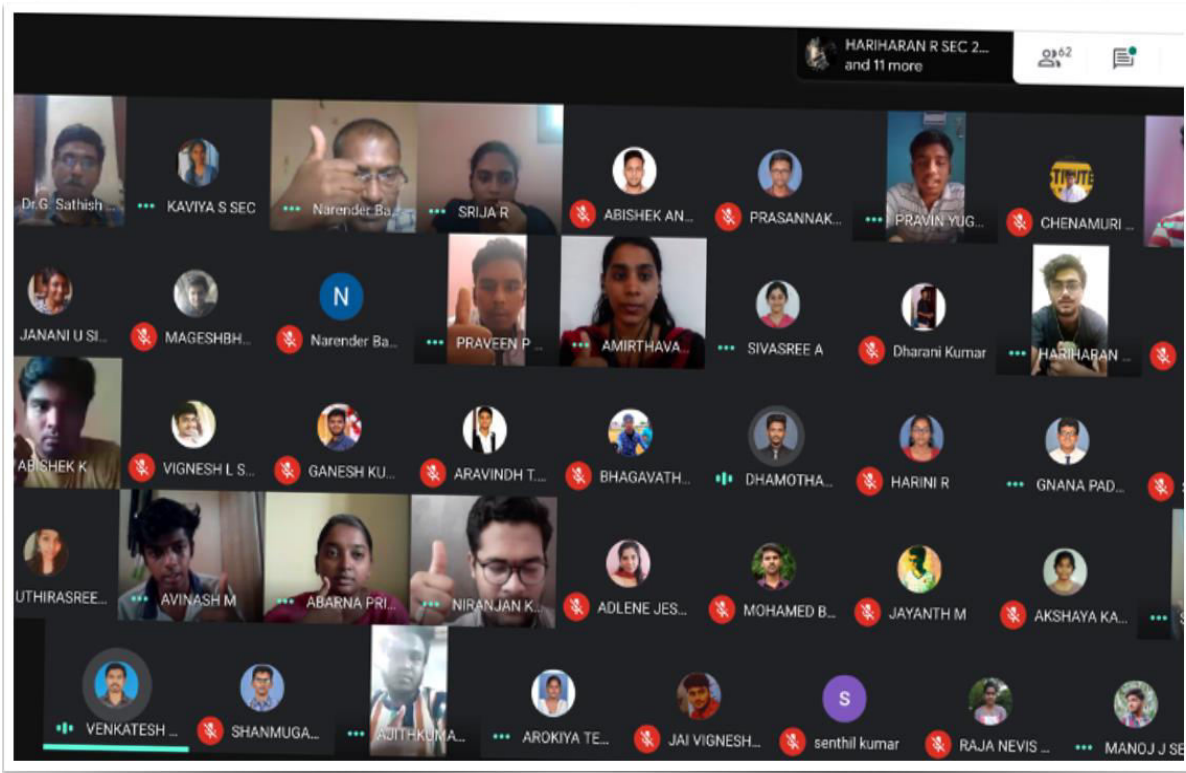 HARIHARAN R SEC 2...
and 11 more
62
Dr.G. Sathish ...
KAVIYA S SEC
Narender Ba...
SRIJA R
ABISHEK AN...
PRASANNAK...
PRAVIN YUG...
CHENAMURI ...
JANANI U SI...
MAGESHBH...
N
Narender Ba...
PRAVEEN P ...
AMIRTHAVA...
SIVASREE A
Dharani Kumar
HARIHARAN ...
ABISHEK K
VIGNESH L S...
GANESH KU...
ARAVINDH T....
BHAGAVATH...
DHAMOTHA...
HARINI R
GNANA PAD...
UTHIRASREE...
AVINASH M
ABARNA PRI...
NIRANJAN K...
ADLENE JES...
MOHAMED B...
JAYANTH M
AKSHAYA KA...
VENKATESH ...
SHANMUGA...
AJITHKUMA...
AROKIYA TE...
JAI VIGNESH...
S
senthil kumar
RAJA NEVIS ...
MANOJ J SE